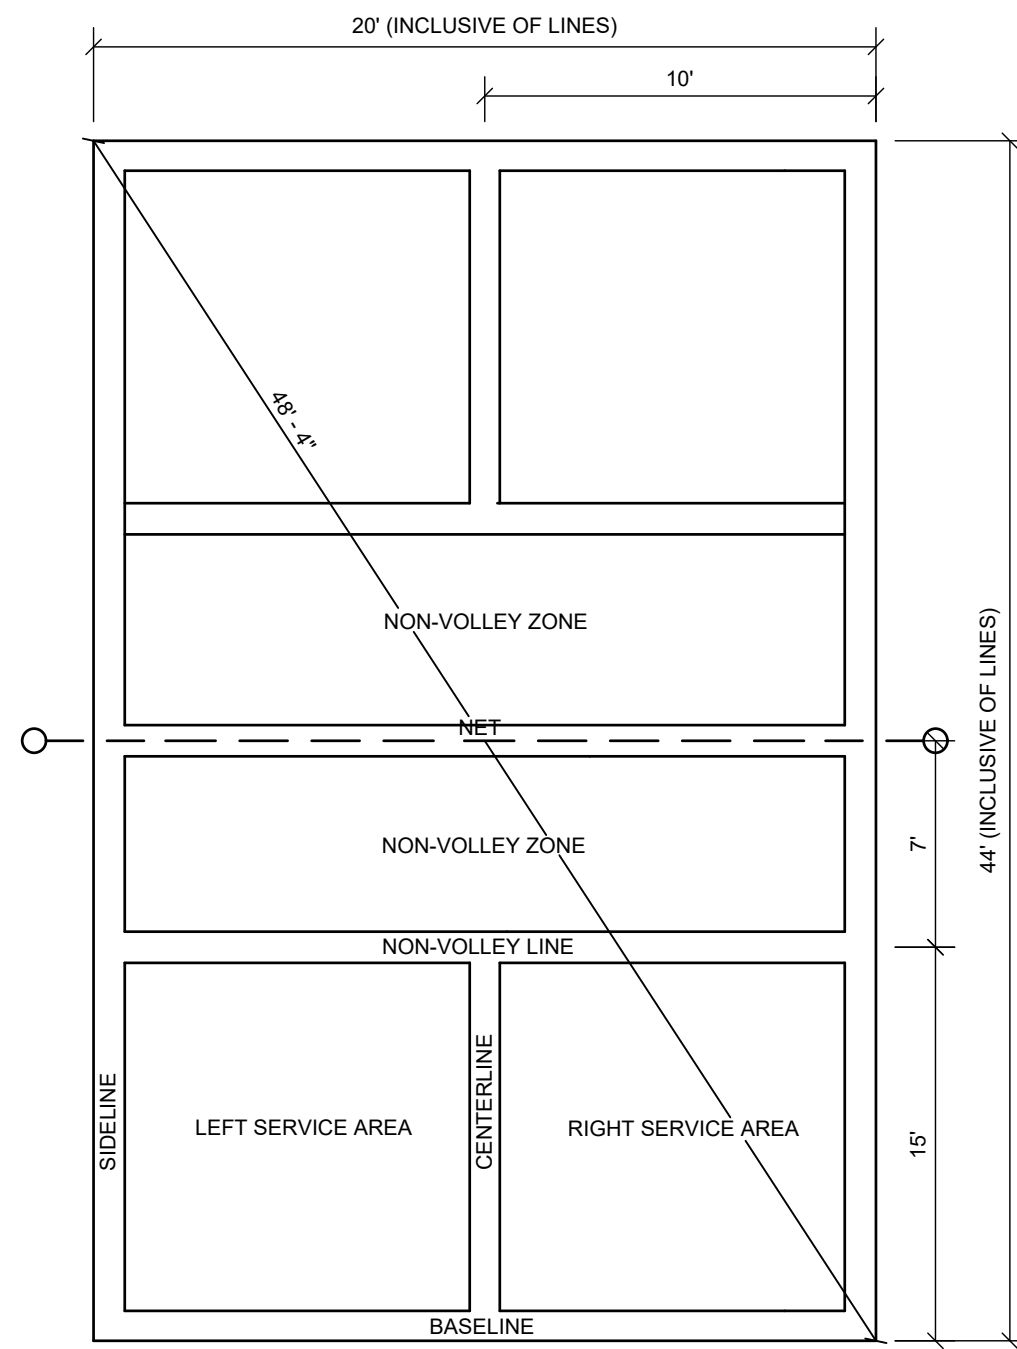 20' (INCLUSIVE OF LINES)
10'
48' - 4"
NON-VOLLEY ZONE
44' (INCLUSIVE OF LINES)
NET
NON-VOLLEY ZONE
7'
NON-VOLLEY LINE
SIDELINE
LEFT SERVICE AREA
CENTERLINE
RIGHT SERVICE AREA
15'
BASELINE